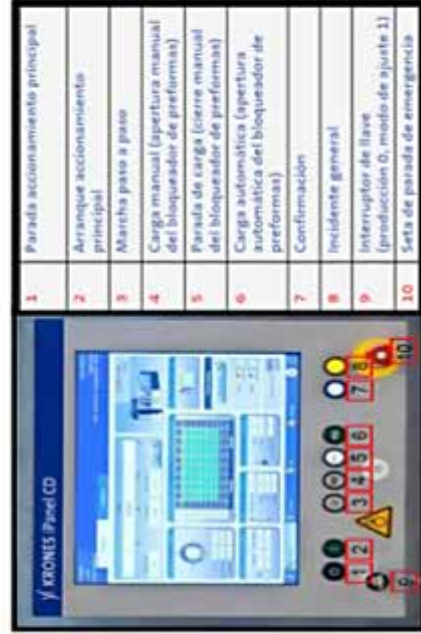 KRONES iPanel CD
1 2 3 4 5 6 7 8
9
10
1 Parada accionamiento principal
2 Arranque accionamiento
principal
3 Marcha paso a paso
4 Carga manual (apertura manual
del bloqueador de preformas)
5 Parada de carga (cierre manual
del bloqueador de preformas)
6 Carga automática (apertura
automática del bloqueador de
preformas)
7 Confirmación
8 Incidente general
9 Interruptor de llave
(producción 0, modo de ajuste 1)
10 Seta de parada de emergencia